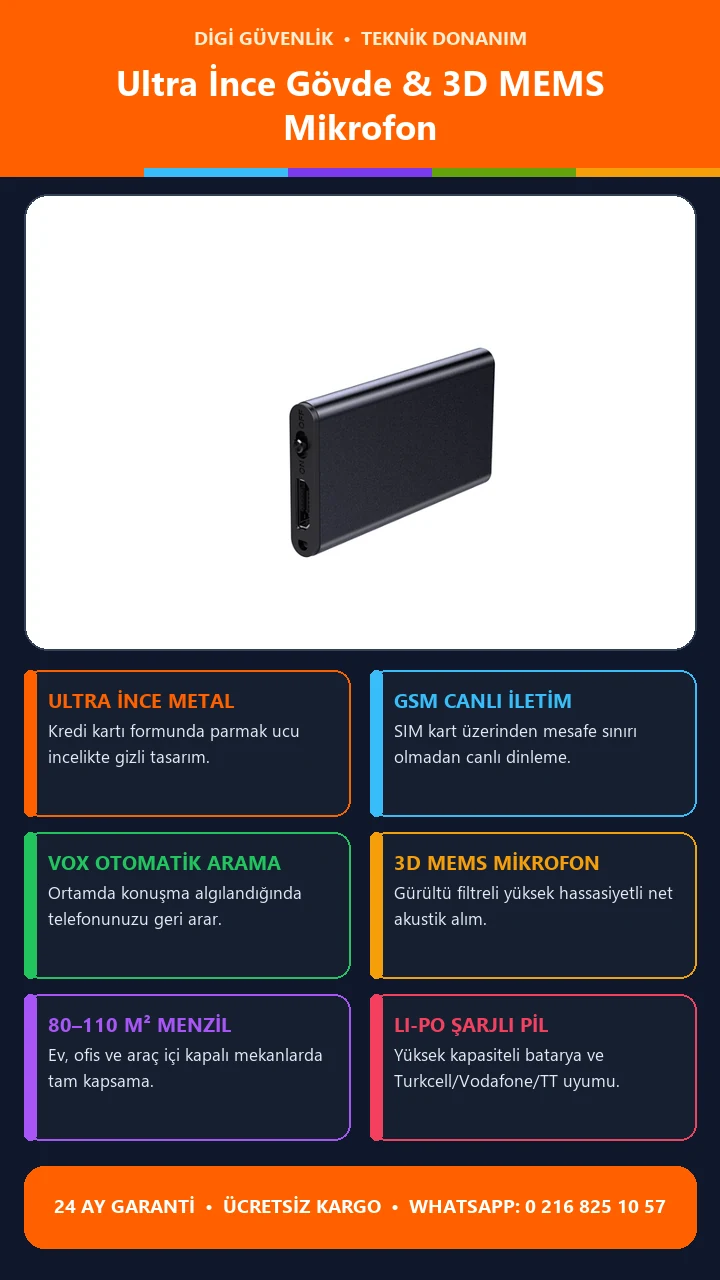 DİGİ GÜVENLİK • TEKNİK DONANIM
Ultra İnce Gövde & 3D MEMS
Mikrofon
OFF
ON
ULTRA İNCE METAL
Kredi kartı formunda parmak ucu
incelikte gizli tasarım.
GSM CANLI İLETİM
SIM kart üzerinden mesafe sınırı
olmadan canlı dinleme.
VOX OTOMATİK ARAMA
Ortamda konuşma algılandığında
telefonunuzu geri arar.
3D MEMS MİKROFON
Gürültü filtreli yüksek hassasiyetli net
akustik alım.
80–110 M² MENZİL
Ev, ofis ve araç içi kapalı mekanlarda
tam kapsama.
LI-PO ŞARJLI PİL
Yüksek kapasiteli batarya ve
Turkcell/Vodafone/TT uyumu.
24 AY GARANTİ • ÜCRETSİZ KARGO • WHATSAPP: 0 216 825 10 57